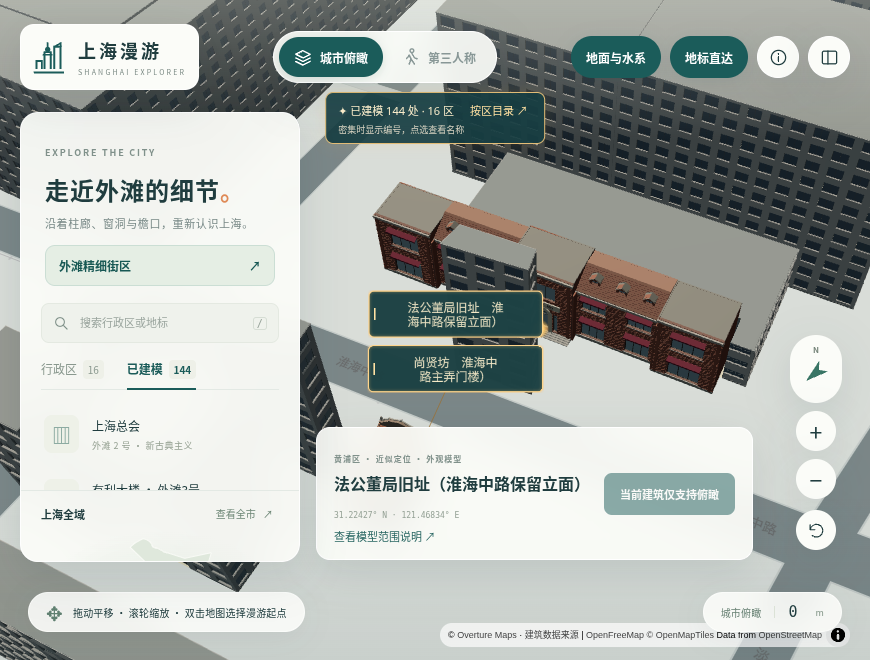 上海漫游
SHANGHAI EXPLORER
城市俯瞰
第三人称
地面与水系
地标直达
✦ 已建模 144 处 · 16 区 按区目录 ↗
密集时显示编号，点选查看名称
EXPLORE THE CITY
走近外滩的细节。
沿着柱廊、窗洞与檐口，重新认识上海。
外滩精细街区 ↗
搜索行政区或地标 /
行政区 16 已建模 144
上海总会
外滩 2 号 · 新古典主义
有利大楼 · 外滩3号
上海全域 查看全市 ↗
法公董局旧址（淮
海中路保留立面）
尚贤坊（淮海中
路主弄门楼）
淮海中
N
+
−
黄浦区 · 近似定位 · 外观模型
法公董局旧址（淮海中路保留立面）
31.22427° N · 121.46834° E
查看模型范围说明 ↗
当前建筑仅支持俯瞰
中路
拖动平移 · 滚轮缩放 · 双击地图选择漫游起点
城市俯瞰 0 m
© Overture Maps · 建筑数据来源 | OpenFreeMap © OpenMapTiles Data from OpenStreetMap